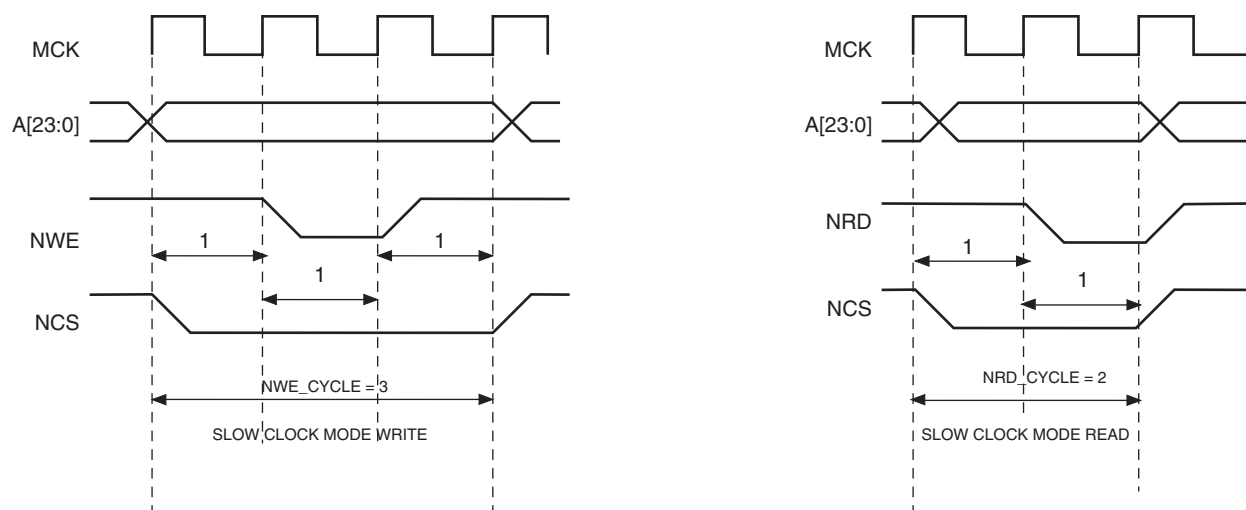 MCK
A[23:0]
NWE
1
1
1
NCS
NWE_CYCLE = 3
SLOW CLOCK MODE WRITE
MCK
A[23:0]
NRD
1
1
NCS
NRD_CYCLE = 2
SLOW CLOCK MODE READ